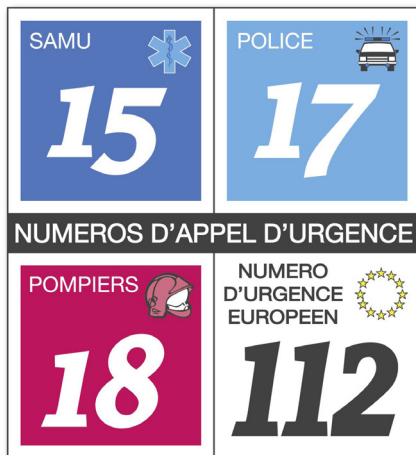 SAMU
15
POLICE
17
NUMEROS D'APPEL D'URGENCE
POMPIERS
18
NUMERO
D'URGENCE
EUROPEEN
112